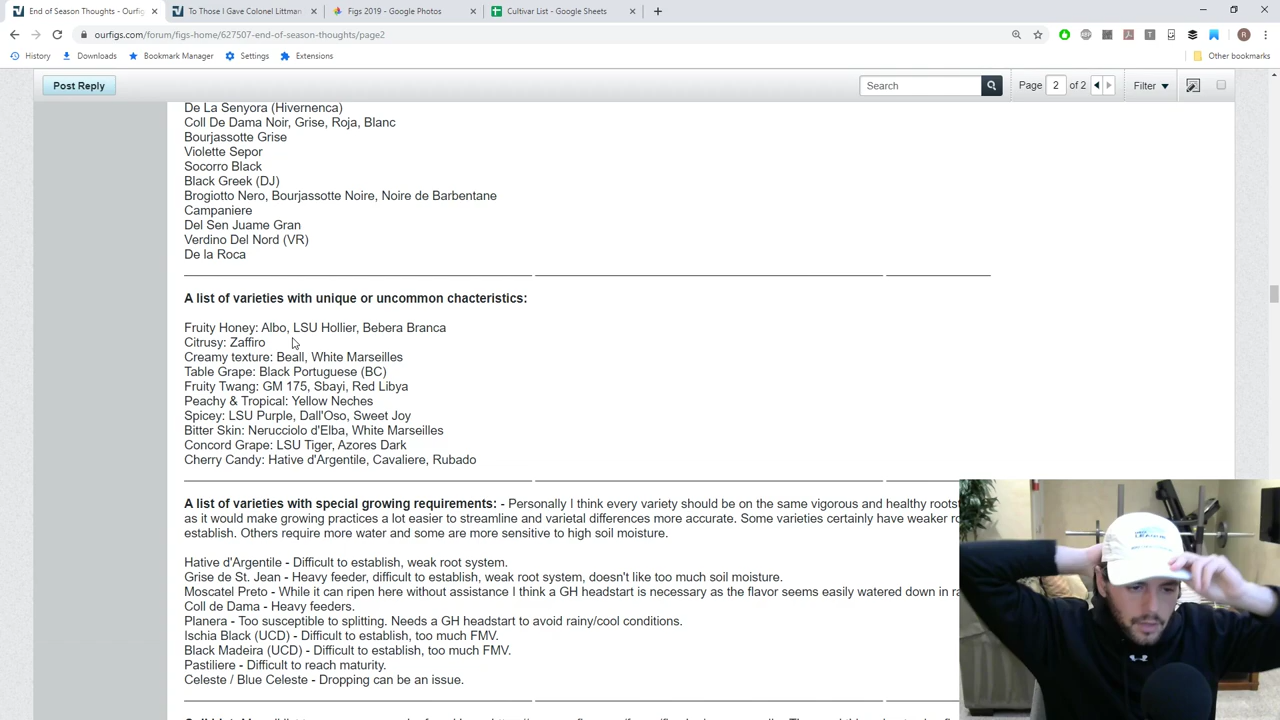 End of Season Thoughts - Ourfig
To Those I Gave Colonel Littman
Figs 2019 - Google Photos
Cultivar List - Google Sheets
ourfigs.com/forum/figs-home/627507-end-of-season-thoughts/page2
History
Downloads
Bookmark Manager
Settings
Extensions
Other bookmarks
Post Reply
Search
Page 2 of 2
Filter
De La Senyora (Hivernenca)
Coll De Dama Noir, Grise, Roja, Blanc
Bourjassotte Grise
Violette Sepor
Socorro Black
Black Greek (DJ)
Brogiotto Nero, Bourjassotte Noire, Noire de Barbentane
Campaniere
Del Sen Juame Gran
Verdino Del Nord (VR)
De la Roca
A list of varieties with unique or uncommon chacteristics:
Fruity Honey: Albo, LSU Hollier, Bebera Branca
Citrusy: Zaffiro
Creamy texture: Beall, White Marseilles
Table Grape: Black Portuguese (BC)
Fruity Twang: GM 175, Sbayi, Red Libya
Peachy & Tropical: Yellow Neches
Spicey: LSU Purple, Dall'Oso, Sweet Joy
Bitter Skin: Nerucciolo d'Elba, White Marseilles
Concord Grape: LSU Tiger, Azores Dark
Cherry Candy: Hative d'Argentile, Cavaliere, Rubado
A list of varieties with special growing requirements: - Personally I think every variety should be on the same vigorous and healthy roots
as it would make growing practices a lot easier to streamline and varietal differences more accurate. Some varieties certainly have weaker ro
establish. Others require more water and some are more sensitive to high soil moisture.
Hative d'Argentile - Difficult to establish, weak root system.
Grise de St. Jean - Heavy feeder, difficult to establish, weak root system, doesn't like too much soil moisture.
Moscatel Preto - While it can ripen here without assistance I think a GH headstart is necessary as the flavor seems easily watered down in ra
Coll de Dama - Heavy feeders.
Planera - Too susceptible to splitting. Needs a GH headstart to avoid rainy/cool conditions.
Ischia Black (UCD) - Difficult to establish, too much FMV.
Black Madeira (UCD) - Difficult to establish, too much FMV.
Pastiliere - Difficult to reach maturity.
Celeste / Blue Celeste - Dropping can be an issue.